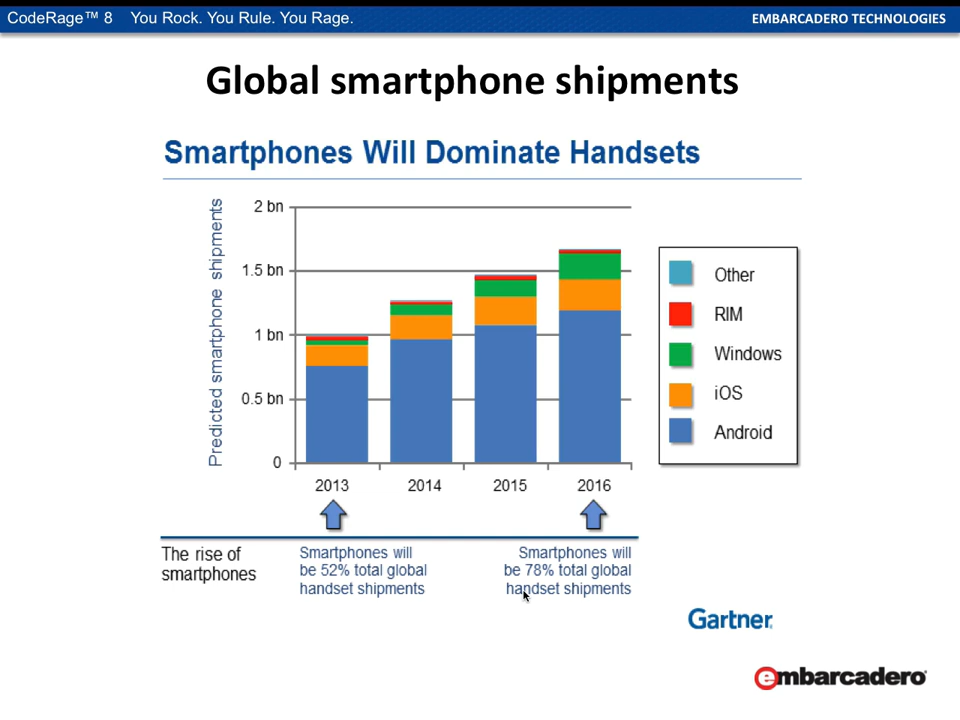 CodeRage™ 8 You Rock. You Rule. You Rage.
EMBARCADERO TECHNOLOGIES
Global smartphone shipments
Smartphones Will Dominate Handsets
Predicted smartphone shipments
2 bn
1.5 bn
1 bn
0.5 bn
0
2013
2014
2015
2016
Other
RIM
Windows
iOS
Android
The rise of
smartphones
Smartphones will
be 52% total global
handset shipments
Smartphones will
be 78% total global
handset shipments
Gartner
embarcadero